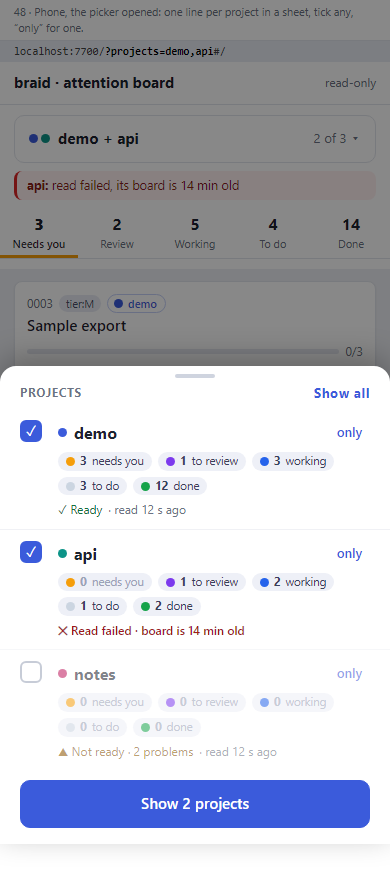 48 · Phone, the picker opened: one line per project in a sheet, tick any,
"only" for one.
localhost:7700/?projects=demo,api#/
braid · attention board read-only
demo + api 2 of 3 ▾
api: read failed, its board is 14 min old
3 2 5 4 14
Needs you Review Working To do Done
0003 tier:M demo
Sample export
0/3
PROJECTS Show all
✓ demo only
3 needs you 1 to review 3 working
3 to do 12 done
✓ Ready · read 12 s ago
✓ api only
0 needs you 1 to review 2 working
1 to do 2 done
✕ Read failed · board is 14 min old
notes only
0 needs you 0 to review 0 working
0 to do 0 done
▲ Not ready · 2 problems · read 12 s ago
Show 2 projects